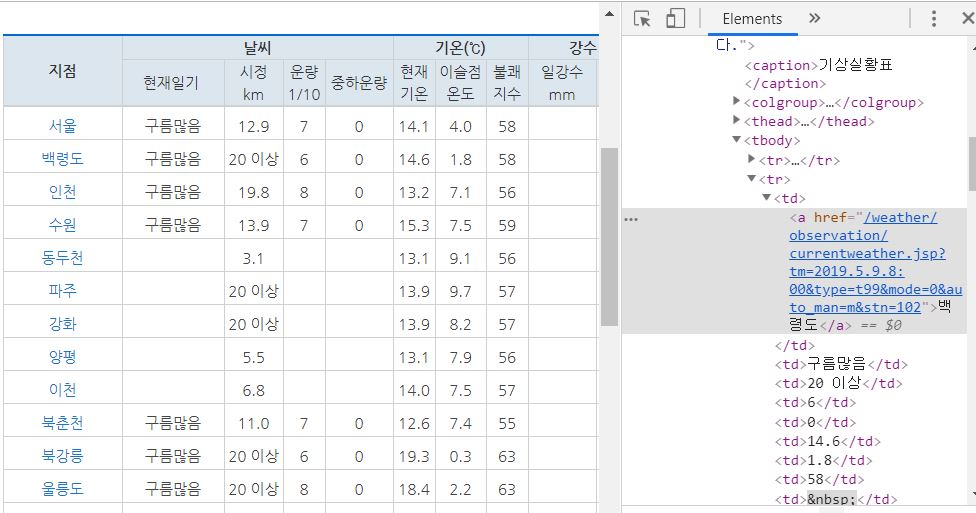 지점 날씨 기온(℃) 강수
현재일기 시정 km 운량 1/10 중하운량 현재 기온 이슬점 온도 불쾌 지수 일강수 mm
서울 구름많음 12.9 7 0 14.1 4.0 58
백령도 구름많음 20 이상 6 0 14.6 1.8 58
인천 구름많음 19.8 8 0 13.2 7.1 56
수원 구름많음 13.9 7 0 15.3 7.5 59
동두천 3.1 13.1 9.1 56
파주 20 이상 13.9 9.7 57
강화 20 이상 13.9 8.2 57
양평 5.5 13.1 7.9 56
이천 6.8 14.0 7.5 57
북춘천 구름많음 11.0 7 0 12.6 7.4 55
북강릉 구름많음 20 이상 6 0 19.3 0.3 63
울릉도 구름많음 20 이상 8 0 18.4 2.2 63
Elements »
다.">
<caption>기상실황표
</caption>
<colgroup>…</colgroup>
<thead>…</thead>
<tbody>
<tr>…</tr>
<tr>
<td>
<a href="/weather/
observation/
currentweather.jsp?
tm=2019.5.9.8:
00&type=t99&mode=0&au
to_man=m&stn=102">백
령도</a> == $0
</td>
<td>구름많음</td>
<td>20 이상</td>
<td>6</td>
<td>0</td>
<td>14.6</td>
<td>1.8</td>
<td>58</td>
<td>&nbsp;</td>